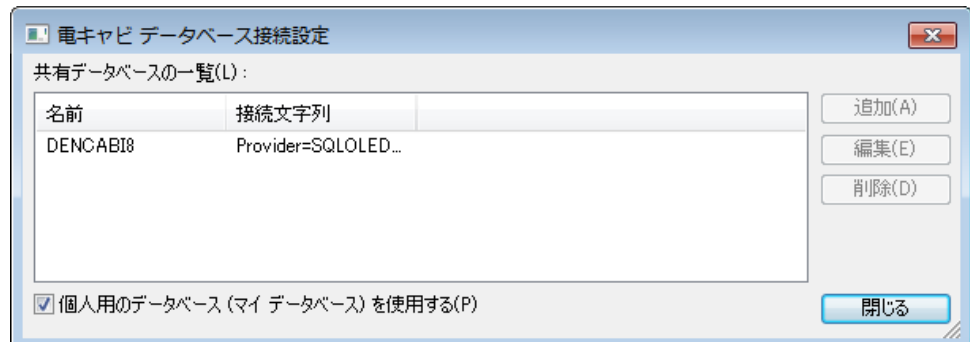 電キャビ データベース接続設定
共有データベースの一覧(L):
名前 接続文字列
DENCABI8 Provider=SQLOLED...
追加(A)
編集(E)
削除(D)
個人用のデータベース (マイ データベース) を使用する(P)
閉じる